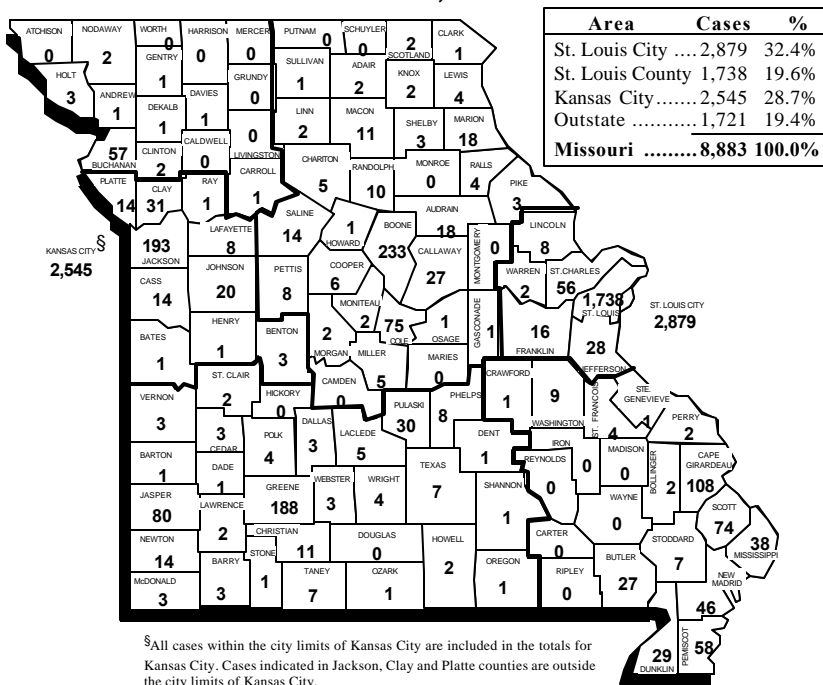 Area Cases %
St. Louis City .... 2,879 32.4%
St. Louis County 1,738 19.6%
Kansas City....... 2,545 28.7%
Outstate ........... 1,721 19.4%
Missouri ......... 8,883 100.0%
ATCHISON
0
NODAWAY
2
WORTH
0
HARRISON
0
MERCER
0
PUTNAM
0
SCHUYLER
0
2
SCOTLAND
CLARK
1
HOLT
3
ANDREW
1
GENTRY
1
GRUNDY
0
SULLIVAN
1
ADAIR
2
KNOX
2
LEWIS
4
DEKALB
1
DAVIES
1
LINN
2
MACON
11
SHELBY
3
MARION
18
57
BUCHANAN
CLINTON
2
CALDWELL
0
0
LIVINGSTON
CHARITON
5
RANDOLPH
10
MONROE
0
RALLS
4
PIKE
3
PLATTE
14
CLAY
31
RAY
1
CARROLL
1
KANSAS CITY§
2,545
193
JACKSON
LAFAYETTE
8
SALINE
14
1
HOWARD
BOONE
233
AUDRAIN
18
CALLAWAY
27
MONTGOMERY
0
LINCOLN
8
WARREN
2
ST.CHARLES
56
1,738
ST. LOUIS
ST. LOUIS CITY
2,879
CASS
14
JOHNSON
20
PETTIS
8
COOPER
6
MONITEAU
2
75
COLE
1
OSAGE
GASCONADE
1
16
FRANKLIN
28
JEFFERSON
BATES
1
HENRY
1
BENTON
3
2
MORGAN
MILLER
5
MARIES
0
VERNON
3
ST. CLAIR
2
HICKORY
0
CAMDEN
0
PULASKI
30
PHELPS
8
CRAWFORD
1
9
WASHINGTON
ST. FRANCOIS
4
STE.
GENEVIEVE
1
PERRY
2
3
CEDAR
POLK
4
DALLAS
3
LACLEDE
5
DENT
1
IRON
0
MADISON
0
BOLLINGER
2
CAPE
GIRARDEAU
108
BARTON
1
DADE
1
GREENE
188
WEBSTER
3
WRIGHT
4
TEXAS
7
SHANNON
1
REYNOLDS
0
WAYNE
0
SCOTT
74
JASPER
80
LAWRENCE
2
CHRISTIAN
11
DOUGLAS
0
HOWELL
2
CARTER
0
BUTLER
27
STODDARD
7
38
MISSISSIPPI
NEWTON
14
BARRY
3
STONE
1
TANEY
7
OZARK
1
OREGON
1
RIPLEY
0
NEW
MADRID
46
McDONALD
3
29
DUNKLIN
PEMISCOT
58
§All cases within the city limits of Kansas City are included in the totals for
Kansas City. Cases indicated in Jackson, Clay and Platte counties are outside
the city limits of Kansas City.